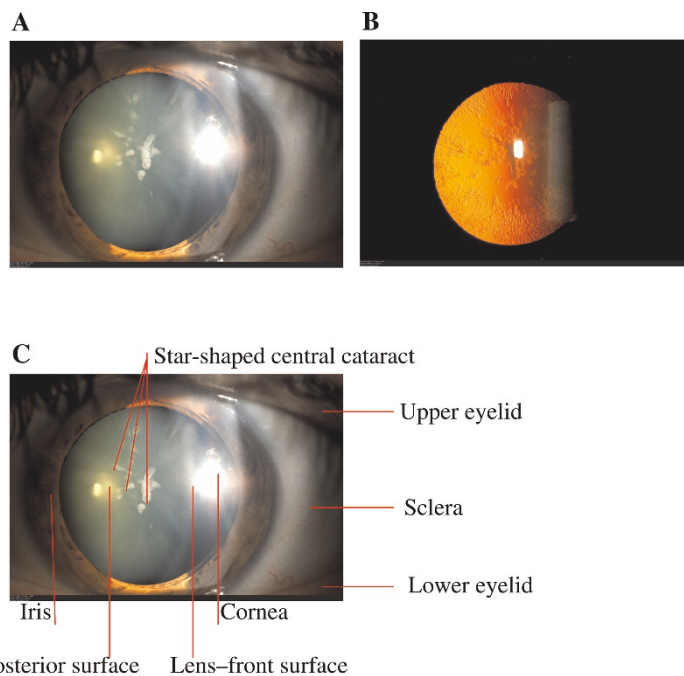 A
B
C
Star-shaped central cataract
Upper eyelid
Sclera
Lower eyelid
Iris
Cornea
osterior surface
Lens–front surface